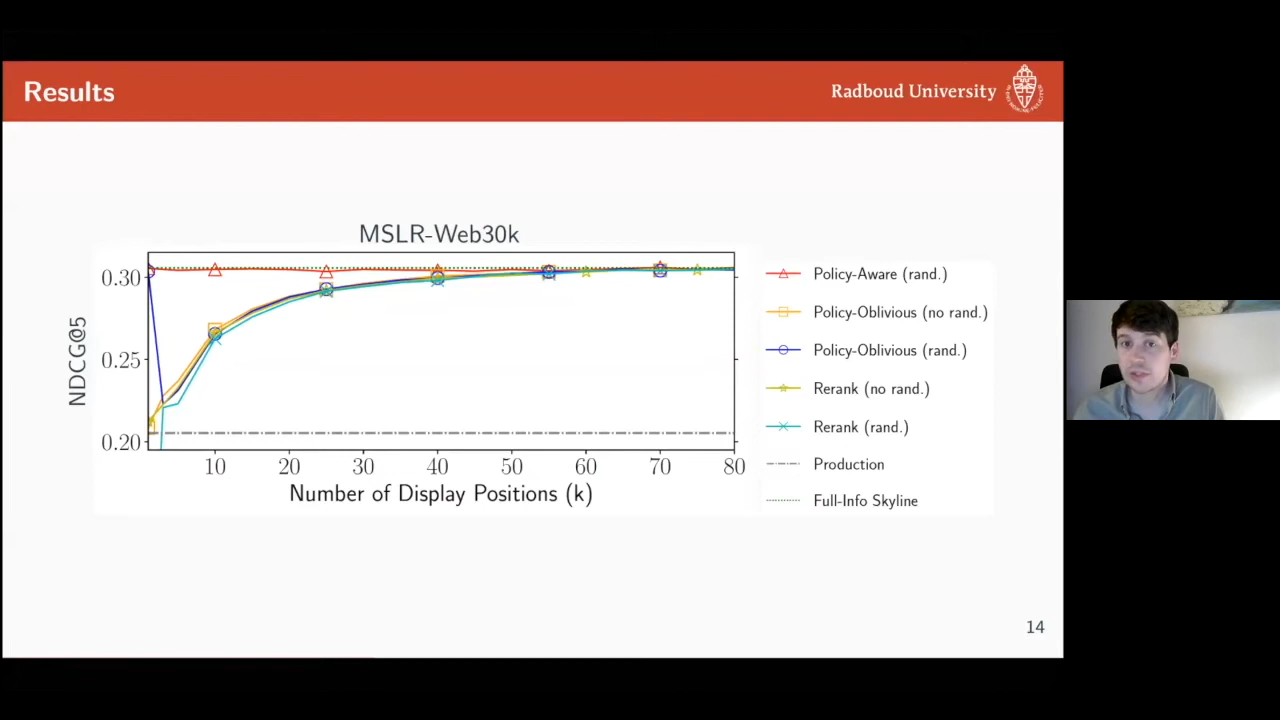 Results
Radboud University
MSLR-Web30k
0.30
0.25
0.20
NDCG@5
10 20 30 40 50 60 70 80
Number of Display Positions (k)
Policy-Aware (rand.)
Policy-Oblivious (no rand.)
Policy-Oblivious (rand.)
Rerank (no rand.)
Rerank (rand.)
Production
Full-Info Skyline
14